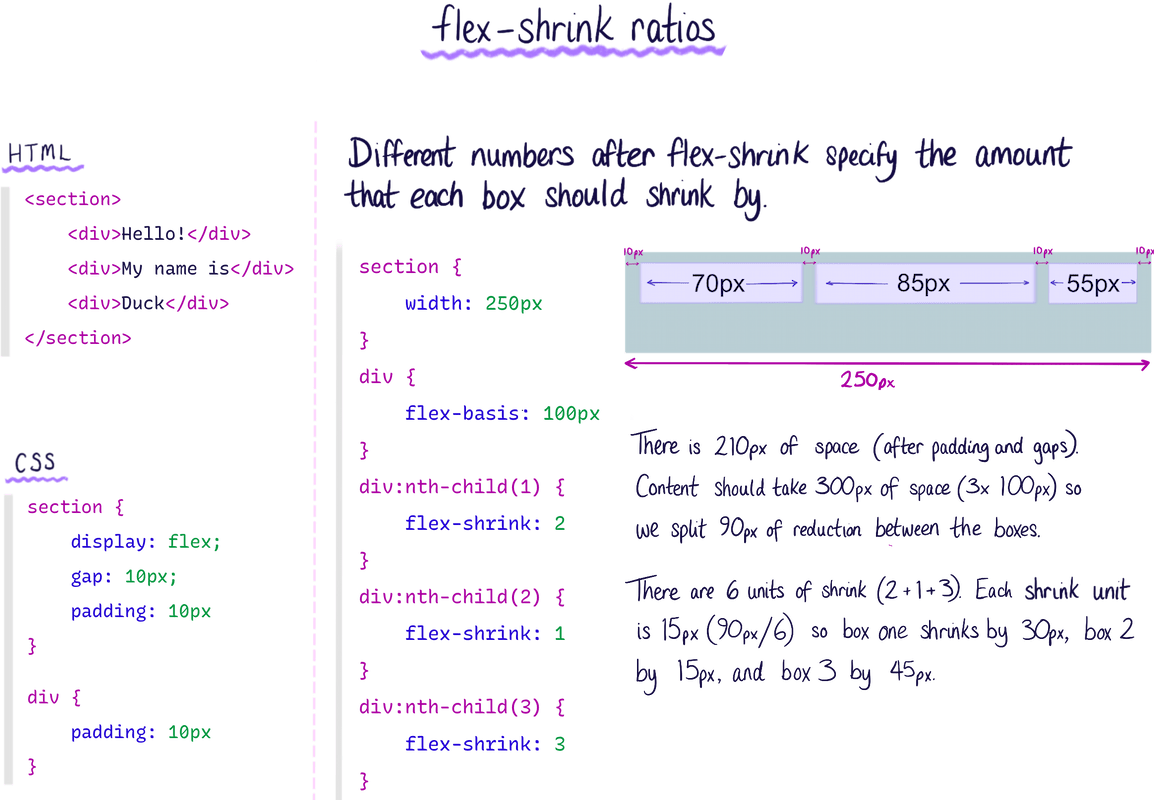 flex-shrink ratios
HTML
<section>
    <div>Hello!</div>
    <div>My name is</div>
    <div>Duck</div>
</section>
CSS
section {
    display: flex;
    gap: 10px;
    padding: 10px
}
div {
    padding: 10px
}
Different numbers after flex-shrink specify the amount
that each box should shrink by.
section {
    width: 250px
}
div {
    flex-basis: 100px
}
div:nth-child(1) {
    flex-shrink: 2
}
div:nth-child(2) {
    flex-shrink: 1
}
div:nth-child(3) {
    flex-shrink: 3
}
10px 10px 10px 10px
70px 85px 55px
250px
There is 210px of space (after padding and gaps).
Content should take 300px of space (3x 100px) so
we split 90px of reduction between the boxes.
There are 6 units of shrink (2+1+3). Each shrink unit
is 15px (90px/6) so box one shrinks by 30px, box 2
by 15px, and box 3 by 45px.